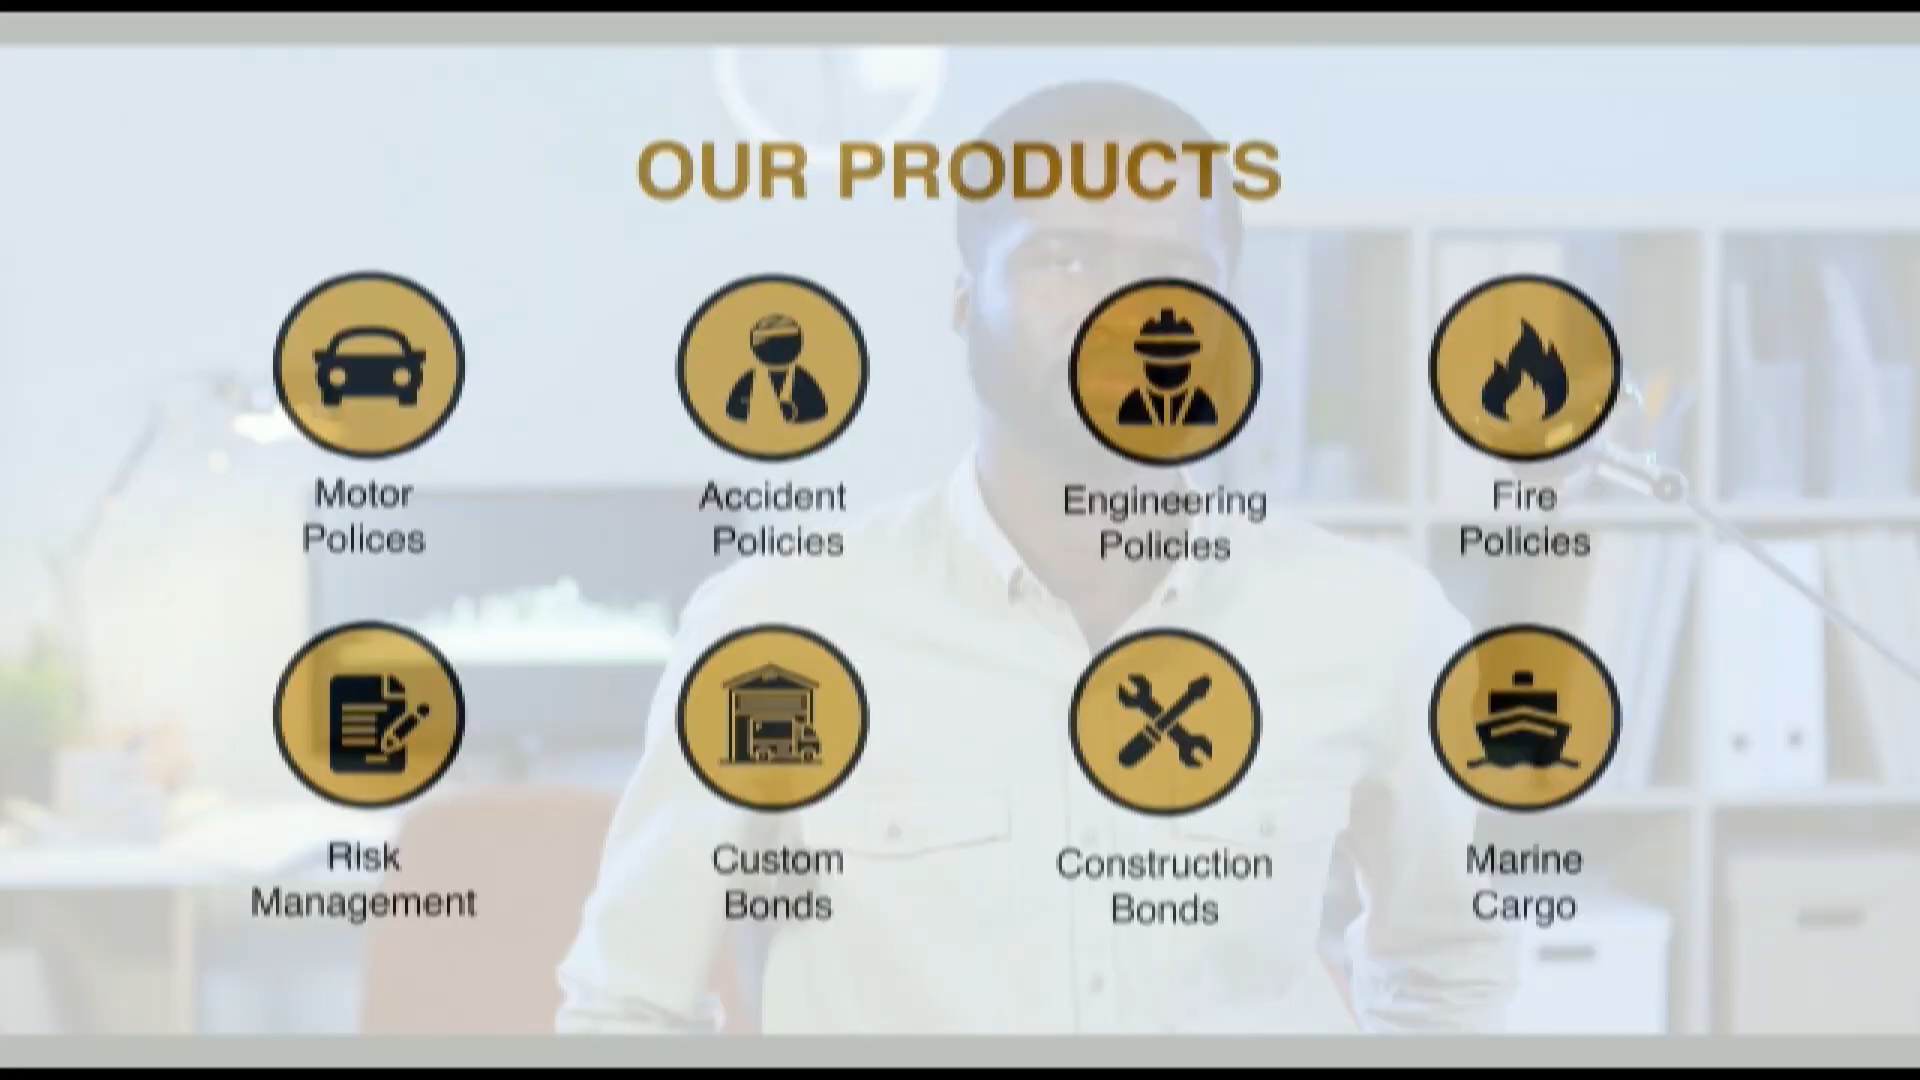 OUR PRODUCTS
Motor
Polices
Accident
Policies
Engineering
Policies
Fire
Policies
Risk
Management
Custom
Bonds
Construction
Bonds
Marine
Cargo